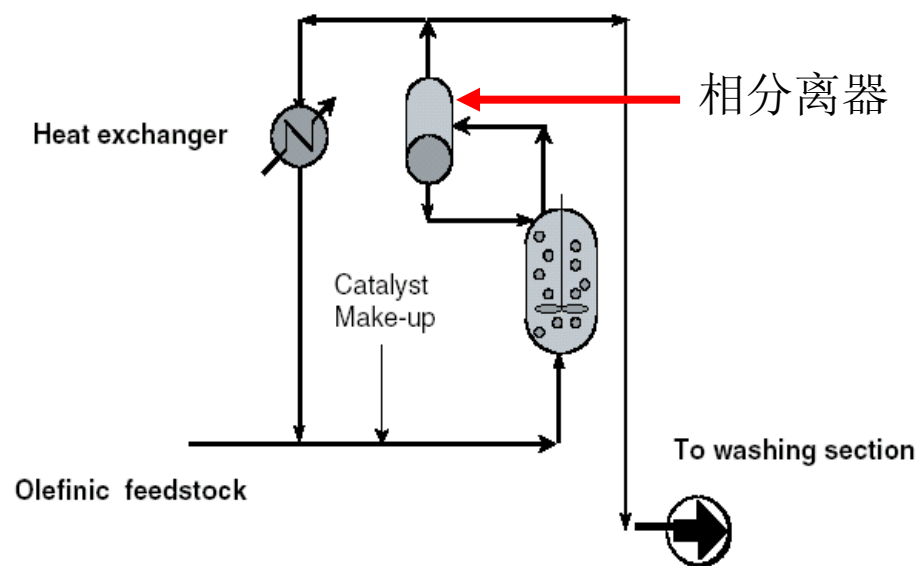 相分离器
Heat exchanger
Catalyst
Make-up
To washing section
Olefinic feedstock